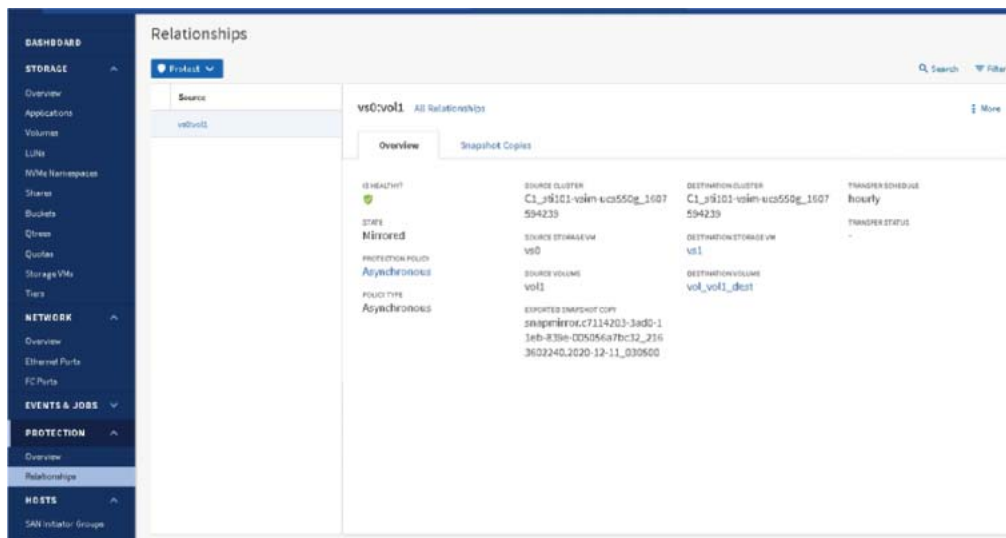 DASHBOARD
STORAGE
Overview
Applications
Volumes
LUNs
NVMe Namespaces
Shares
Buckets
Qtrees
Quotas
Storage VMs
Tiers
NETWORK
Overview
Ethernet Ports
FC Ports
EVENTS & JOBS
PROTECTION
Overview
Relationships
HOSTS
SAN Initiator Groups
Relationships
Protect
Search
Filter
Source
vs0:vol1
vs0:vol1 All Relationships
More
Overview
Snapshot Copies
IS HEALTHY?
STATE
Mirrored
PROTECTION POLICY
Asynchronous
POLICY TYPE
Asynchronous
SOURCE CLUSTER
C1_sti101-vsim-ucs550g_1607
594239
SOURCE STORAGE VM
vs0
SOURCE VOLUME
vol1
EXPORTED SNAPSHOT COPY
snapmirror.c7114203-3ad0-1
1eb-839e-005056a7bc32_216
3602240.2020-12-11_030500
DESTINATION CLUSTER
C1_sti101-vsim-ucs550g_1607
594239
DESTINATION STORAGE VM
vs1
DESTINATION VOLUME
vol_vol1_dest
TRANSFER SCHEDULE
hourly
TRANSFER STATUS
-